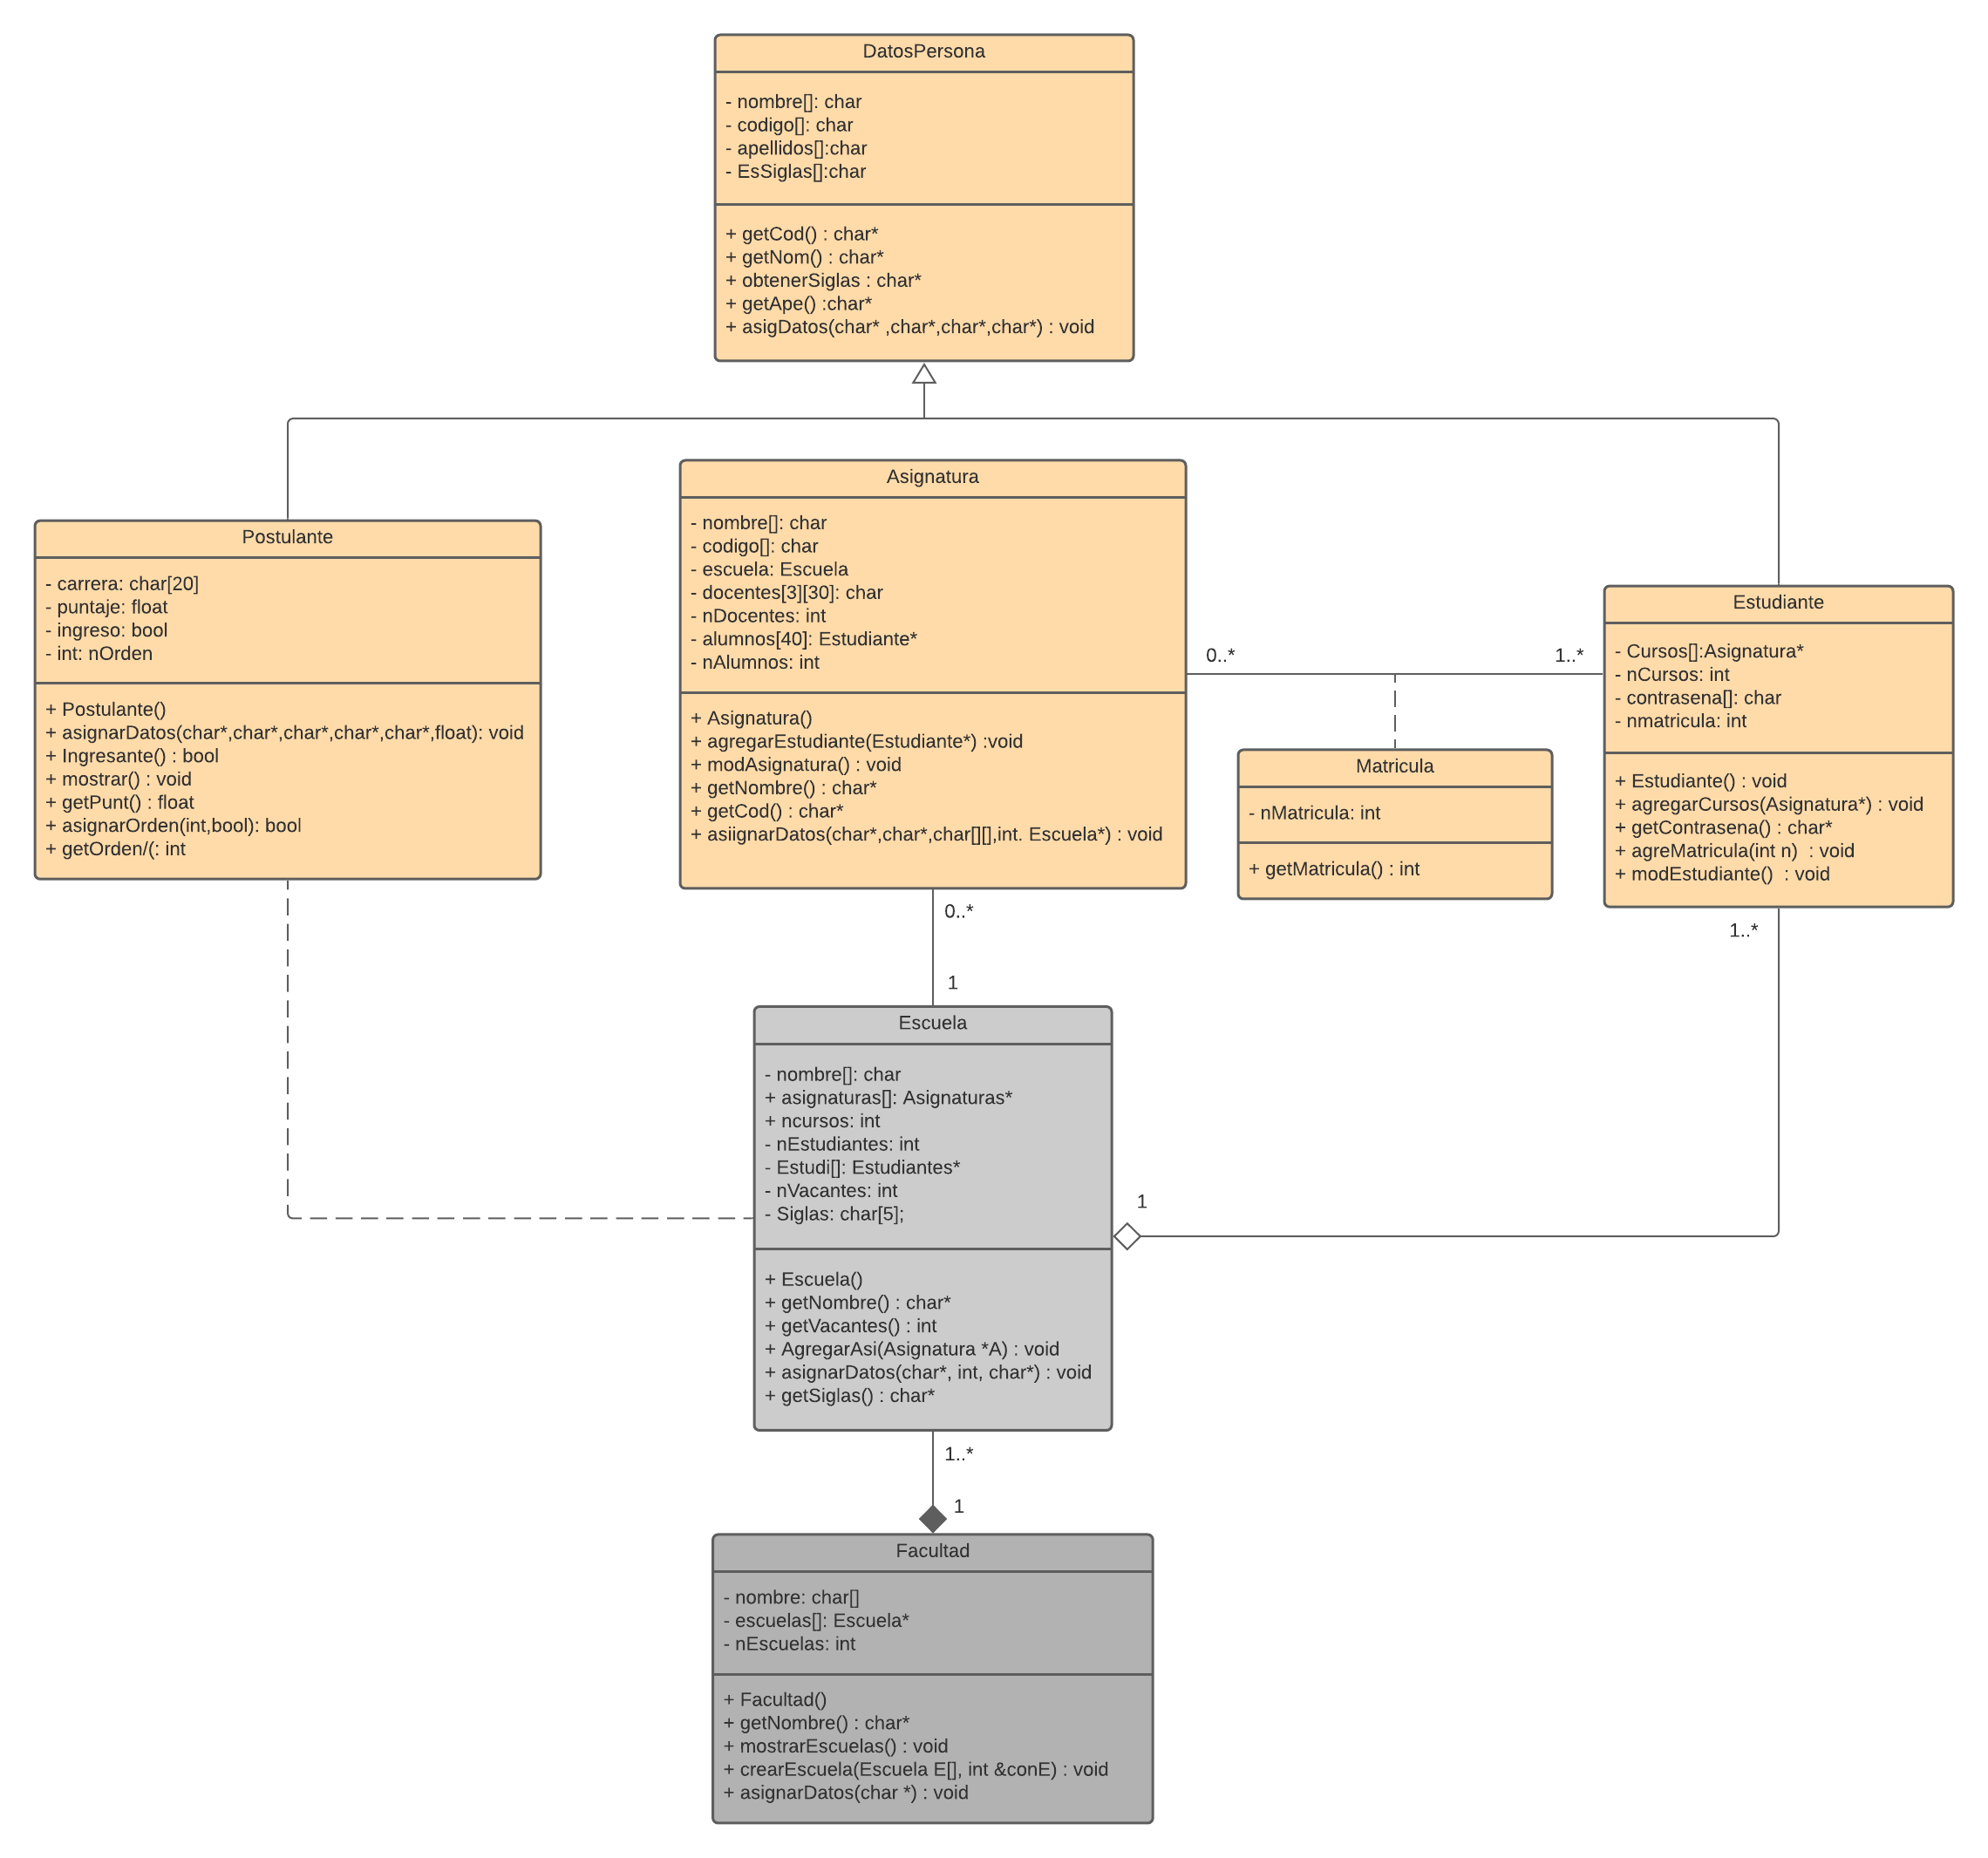 DatosPersona
- nombre[]: char
- codigo[]: char
- apellidos[]:char
- EsSiglas[]:char
+ getCod() : char*
+ getNom() : char*
+ obtenerSiglas : char*
+ getApe() :char*
+ asigDatos(char* ,char*,char*,char*) : void
Postulante
- carrera: char[20]
- puntaje: float
- ingreso: bool
- int: nOrden
+ Postulante()
+ asignarDatos(char*,char*,char*,char*,char*,float): void
+ Ingresante() : bool
+ mostrar() : void
+ getPunt() : float
+ asignarOrden(int,bool): bool
+ getOrden/(: int
Asignatura
- nombre[]: char
- codigo[]: char
- escuela: Escuela
- docentes[3][30]: char
- nDocentes: int
- alumnos[40]: Estudiante*
- nAlumnos: int
+ Asignatura()
+ agregarEstudiante(Estudiante*) :void
+ modAsignatura() : void
+ getNombre() : char*
+ getCod() : char*
+ asiignarDatos(char*,char*,char[][],int. Escuela*) : void
0..*
1..*
Matricula
- nMatricula: int
+ getMatricula() : int
Estudiante
- Cursos[]:Asignatura*
- nCursos: int
- contrasena[]: char
- nmatricula: int
+ Estudiante() : void
+ agregarCursos(Asignatura*) : void
+ getContrasena() : char*
+ agreMatricula(int n)  : void
+ modEstudiante()  : void
0..*
1..*
1
Escuela
- nombre[]: char
+ asignaturas[]: Asignaturas*
+ ncursos: int
- nEstudiantes: int
- Estudi[]: Estudiantes*
- nVacantes: int
- Siglas: char[5];
+ Escuela()
+ getNombre() : char*
+ getVacantes() : int
+ AgregarAsi(Asignatura *A) : void
+ asignarDatos(char*, int, char*) : void
+ getSiglas() : char*
1
1..*
1
Facultad
- nombre: char[]
- escuelas[]: Escuela*
- nEscuelas: int
+ Facultad()
+ getNombre() : char*
+ mostrarEscuelas() : void
+ crearEscuela(Escuela E[], int &conE) : void
+ asignarDatos(char *) : void